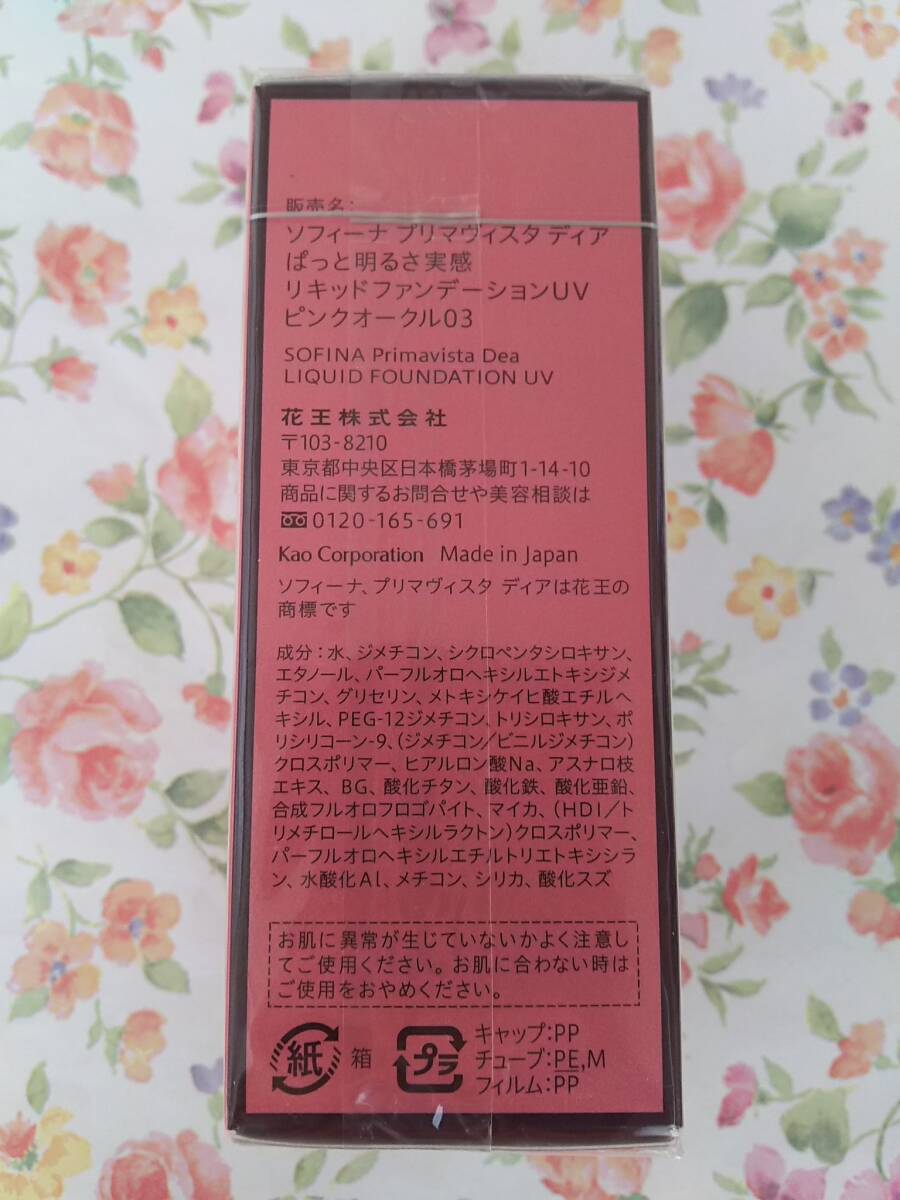 販売名:
ソフィーナ プリマヴィスタ ディア
ぱっと明るさ実感
リキッドファンデーションUV
ピンクオークル03
SOFINA Primavista Dea
LIQUID FOUNDATION UV
花王株式会社
〒103-8210
東京都中央区日本橋茅場町1-14-10
商品に関するお問合せや美容相談は
0120-165-691
Kao Corporation Made in Japan
ソフィーナ、プリマヴィスタ ディアは花王の
商標です
成分:水、ジメチコン、シクロペンタシロキサン、
エタノール、パーフルオロヘキシルエトキシジメ
チコン、グリセリン、メトキシケイヒ酸エチルヘ
キシル、PEG-12ジメチコン、トリシロキサン、ポ
リシリコーン-9、(ジメチコン/ビニルジメチコン)
クロスポリマー、ヒアルロン酸Na、アスナロ枝
エキス、BG、酸化チタン、酸化鉄、酸化亜鉛、
合成フルオロフロゴパイト、マイカ、(HDI/ト
リメチロールヘキシルラクトン)クロスポリマー、
パーフルオロヘキシルエチルトリエトキシシラ
ン、水酸化Al、メチコン、シリカ、酸化スズ
お肌に異常が生じていないかよく注意し
てご使用ください。お肌に合わない時は
ご使用をおやめください。
紙 箱
プラ
キャップ:PP
チューブ:PE,M
フィルム:PP